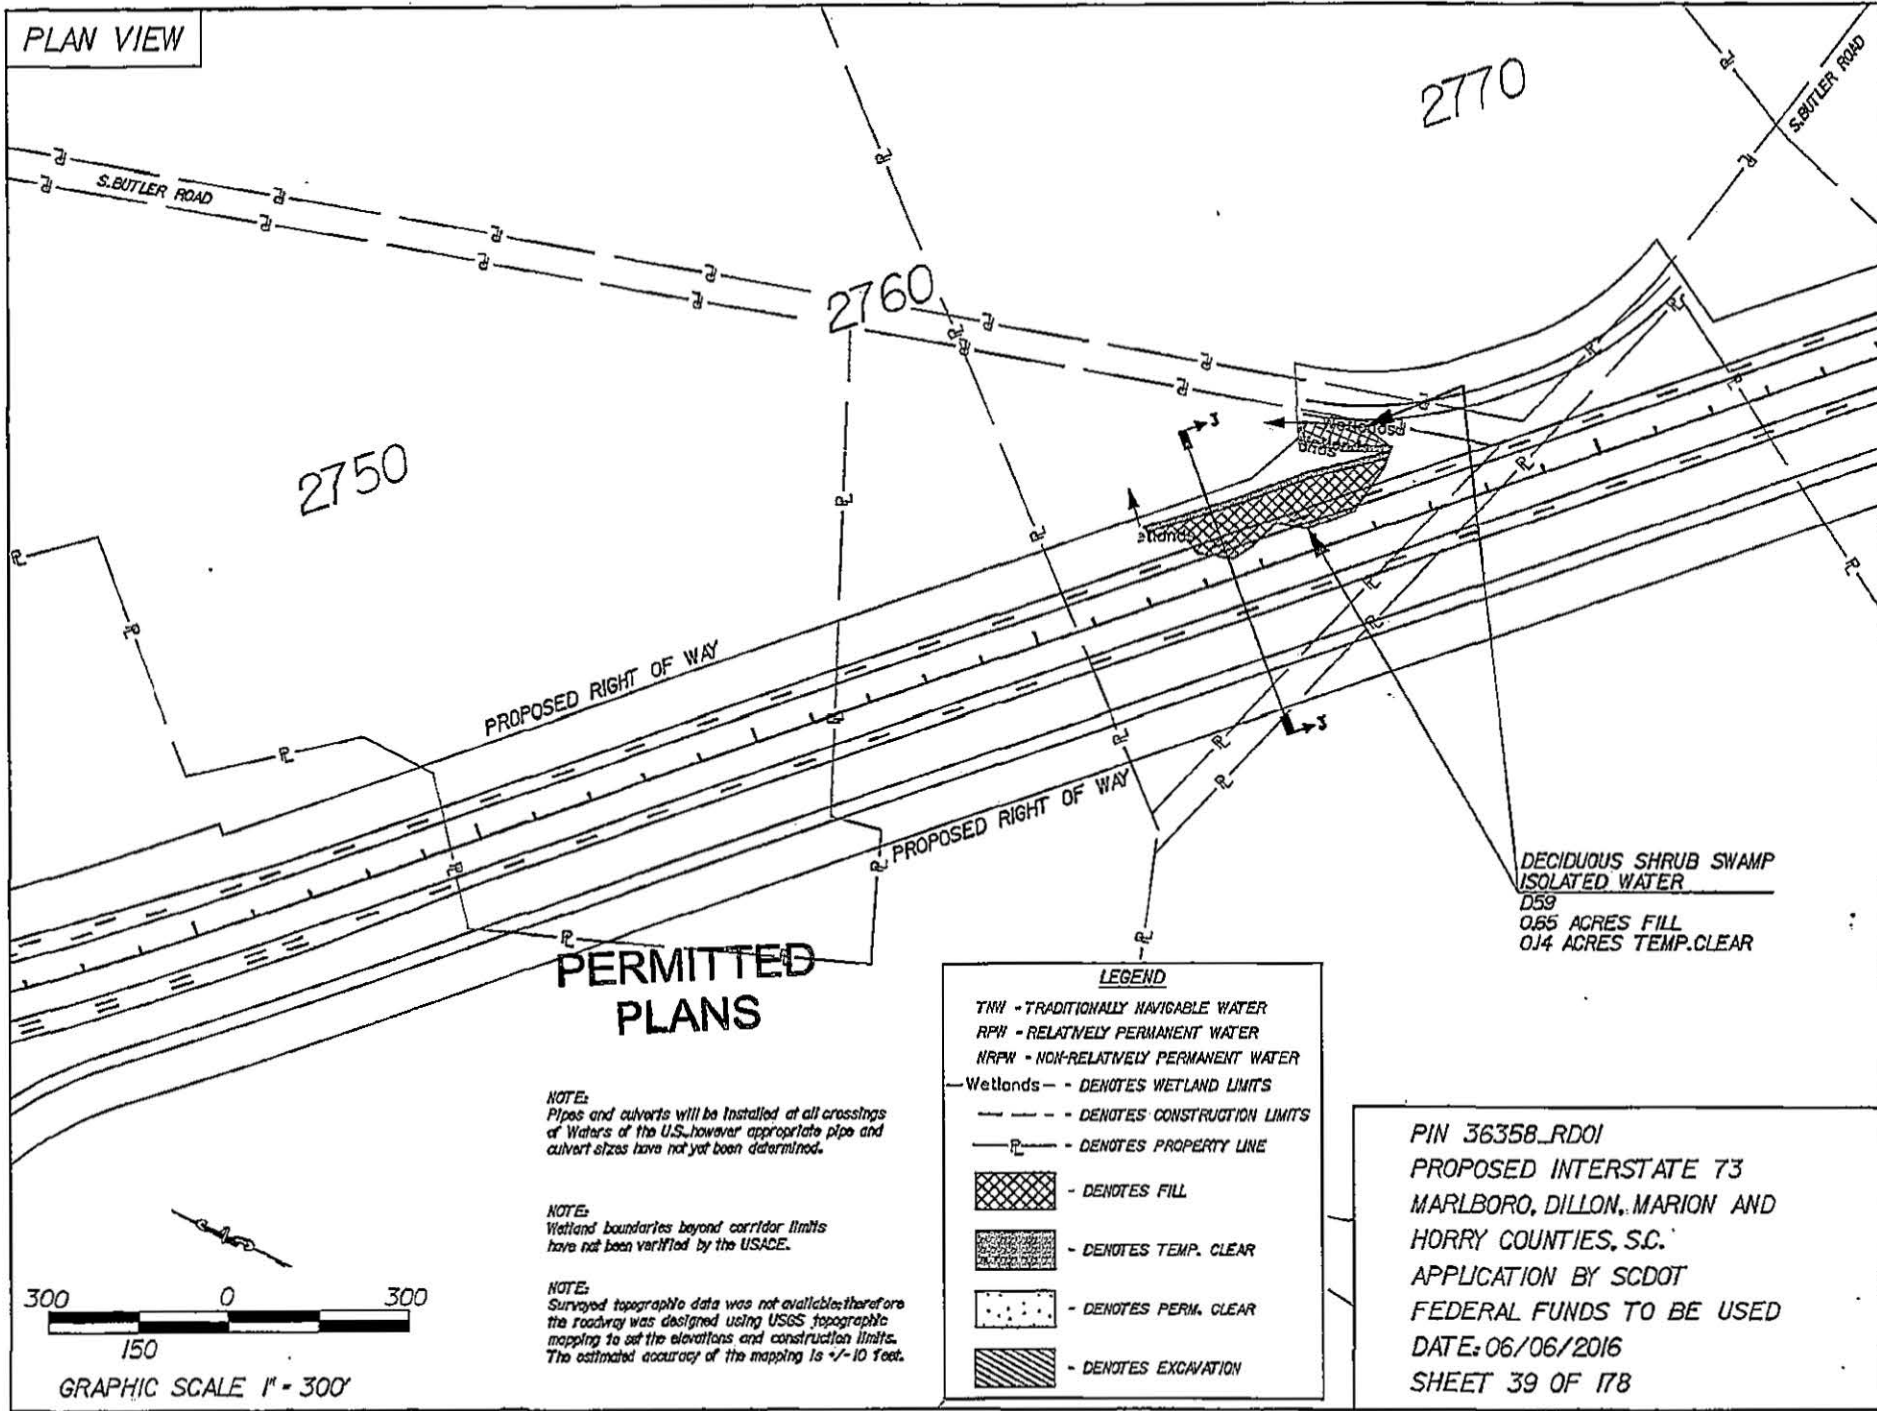 PLAN VIEW
2770
S.BUTLER ROAD
S.BUTLER ROAD
2760
2750
J
Wetlands
etlands
PROPOSED RIGHT OF WAY
J
PROPOSED RIGHT OF WAY
DECIDUOUS SHRUB SWAMP
ISOLATED WATER
D59
0.65 ACRES FILL
0.14 ACRES TEMP.CLEAR
PERMITTED
PLANS
LEGEND
TNW - TRADITIONALLY NAVIGABLE WATER
RPW - RELATIVELY PERMANENT WATER
NRPW - NON-RELATIVELY PERMANENT WATER
Wetlands - DENOTES WETLAND LIMITS
- DENOTES CONSTRUCTION LIMITS
PL - DENOTES PROPERTY LINE
- DENOTES FILL
- DENOTES TEMP. CLEAR
- DENOTES PERM. CLEAR
- DENOTES EXCAVATION
NOTE:
Pipes and culverts will be installed at all crossings
of Waters of the U.S., however appropriate pipe and
culvert sizes have not yet been determined.
NOTE:
Wetland boundaries beyond corridor limits
have not been verified by the USACE.
NOTE:
Surveyed topographic data was not available; therefore
the roadway was designed using USGS topographic
mapping to set the elevations and construction limits.
The estimated accuracy of the mapping is +/-10 feet.
300 0 300
150
GRAPHIC SCALE 1" = 300'
PIN 36358_RD01
PROPOSED INTERSTATE 73
MARLBORO, DILLON, MARION AND
HORRY COUNTIES, S.C.
APPLICATION BY SCDOT
FEDERAL FUNDS TO BE USED
DATE: 06/06/2016
SHEET 39 OF 178